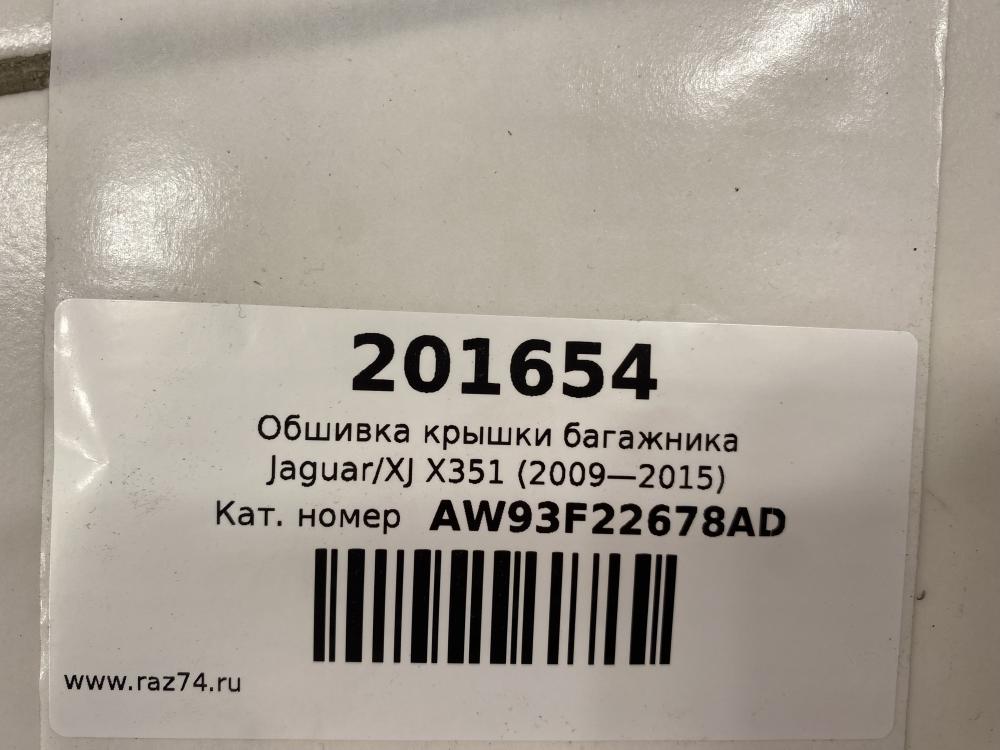 201654
Обшивка крышки багажника
Jaguar/XJ X351 (2009—2015)
Кат. номер AW93F22678AD
www.raz74.ru